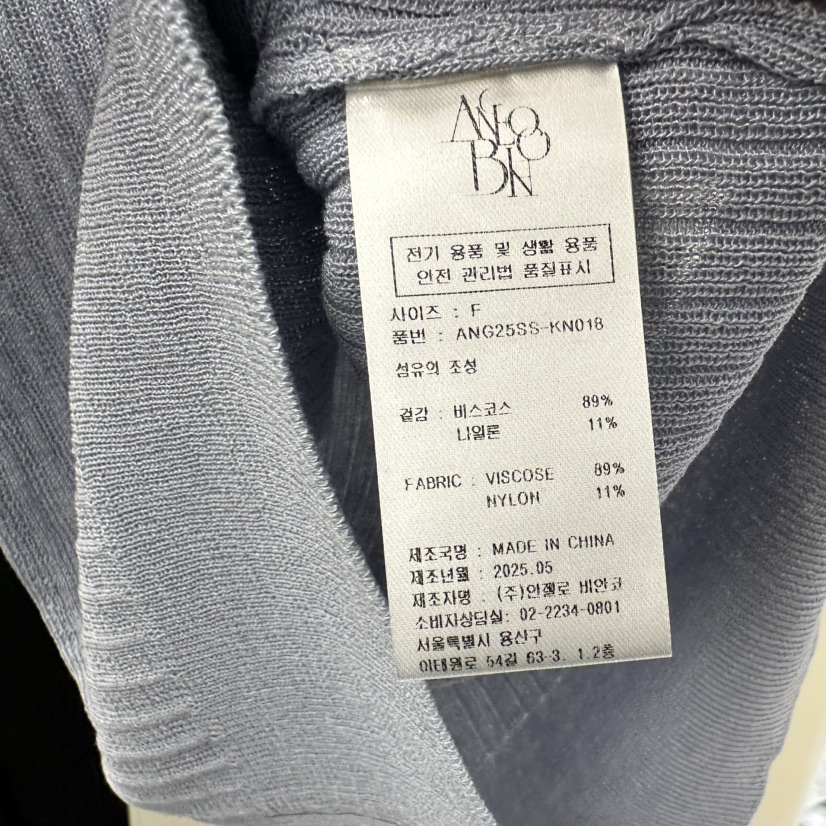 전기 용품 및 생활 용품
안전 관리법 품질표시
사이즈 : F
품번 : ANG25SS-KN018
섬유의 조성
겉감 : 비스코스 89%
나일론 11%
FABRIC : VISCOSE 89%
NYLON 11%
제조국명 : MADE IN CHINA
제조년월 : 2025.05
제조자명 : (주)안젤로 비안코
소비자상담실: 02-2234-0801
서울특별시 용산구
이태원로 54길 63-3. 1.2층